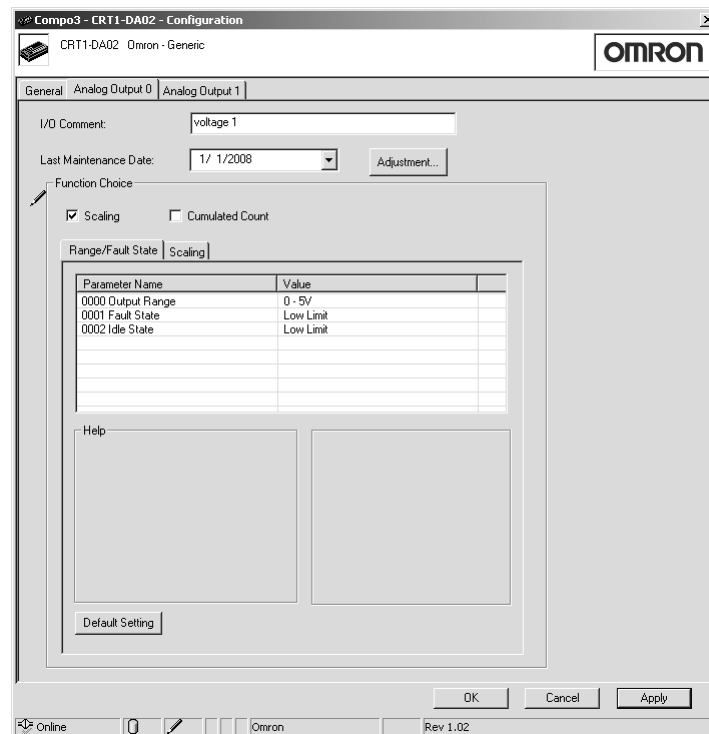 Compo3 - CRT1-DA02 - Configuration
CRT1-DA02 Omron - Generic
OMRON
General Analog Output 0 Analog Output 1
I/O Comment: voltage 1
Last Maintenance Date: 1/ 1/2008 Adjustment...
Function Choice
Scaling Cumulated Count
Range/Fault State Scaling
Parameter Name Value
0000 Output Range 0 - 5V
0001 Fault State Low Limit
0002 Idle State Low Limit
Help
Default Setting
OK Cancel Apply
Online Omron Rev 1.02